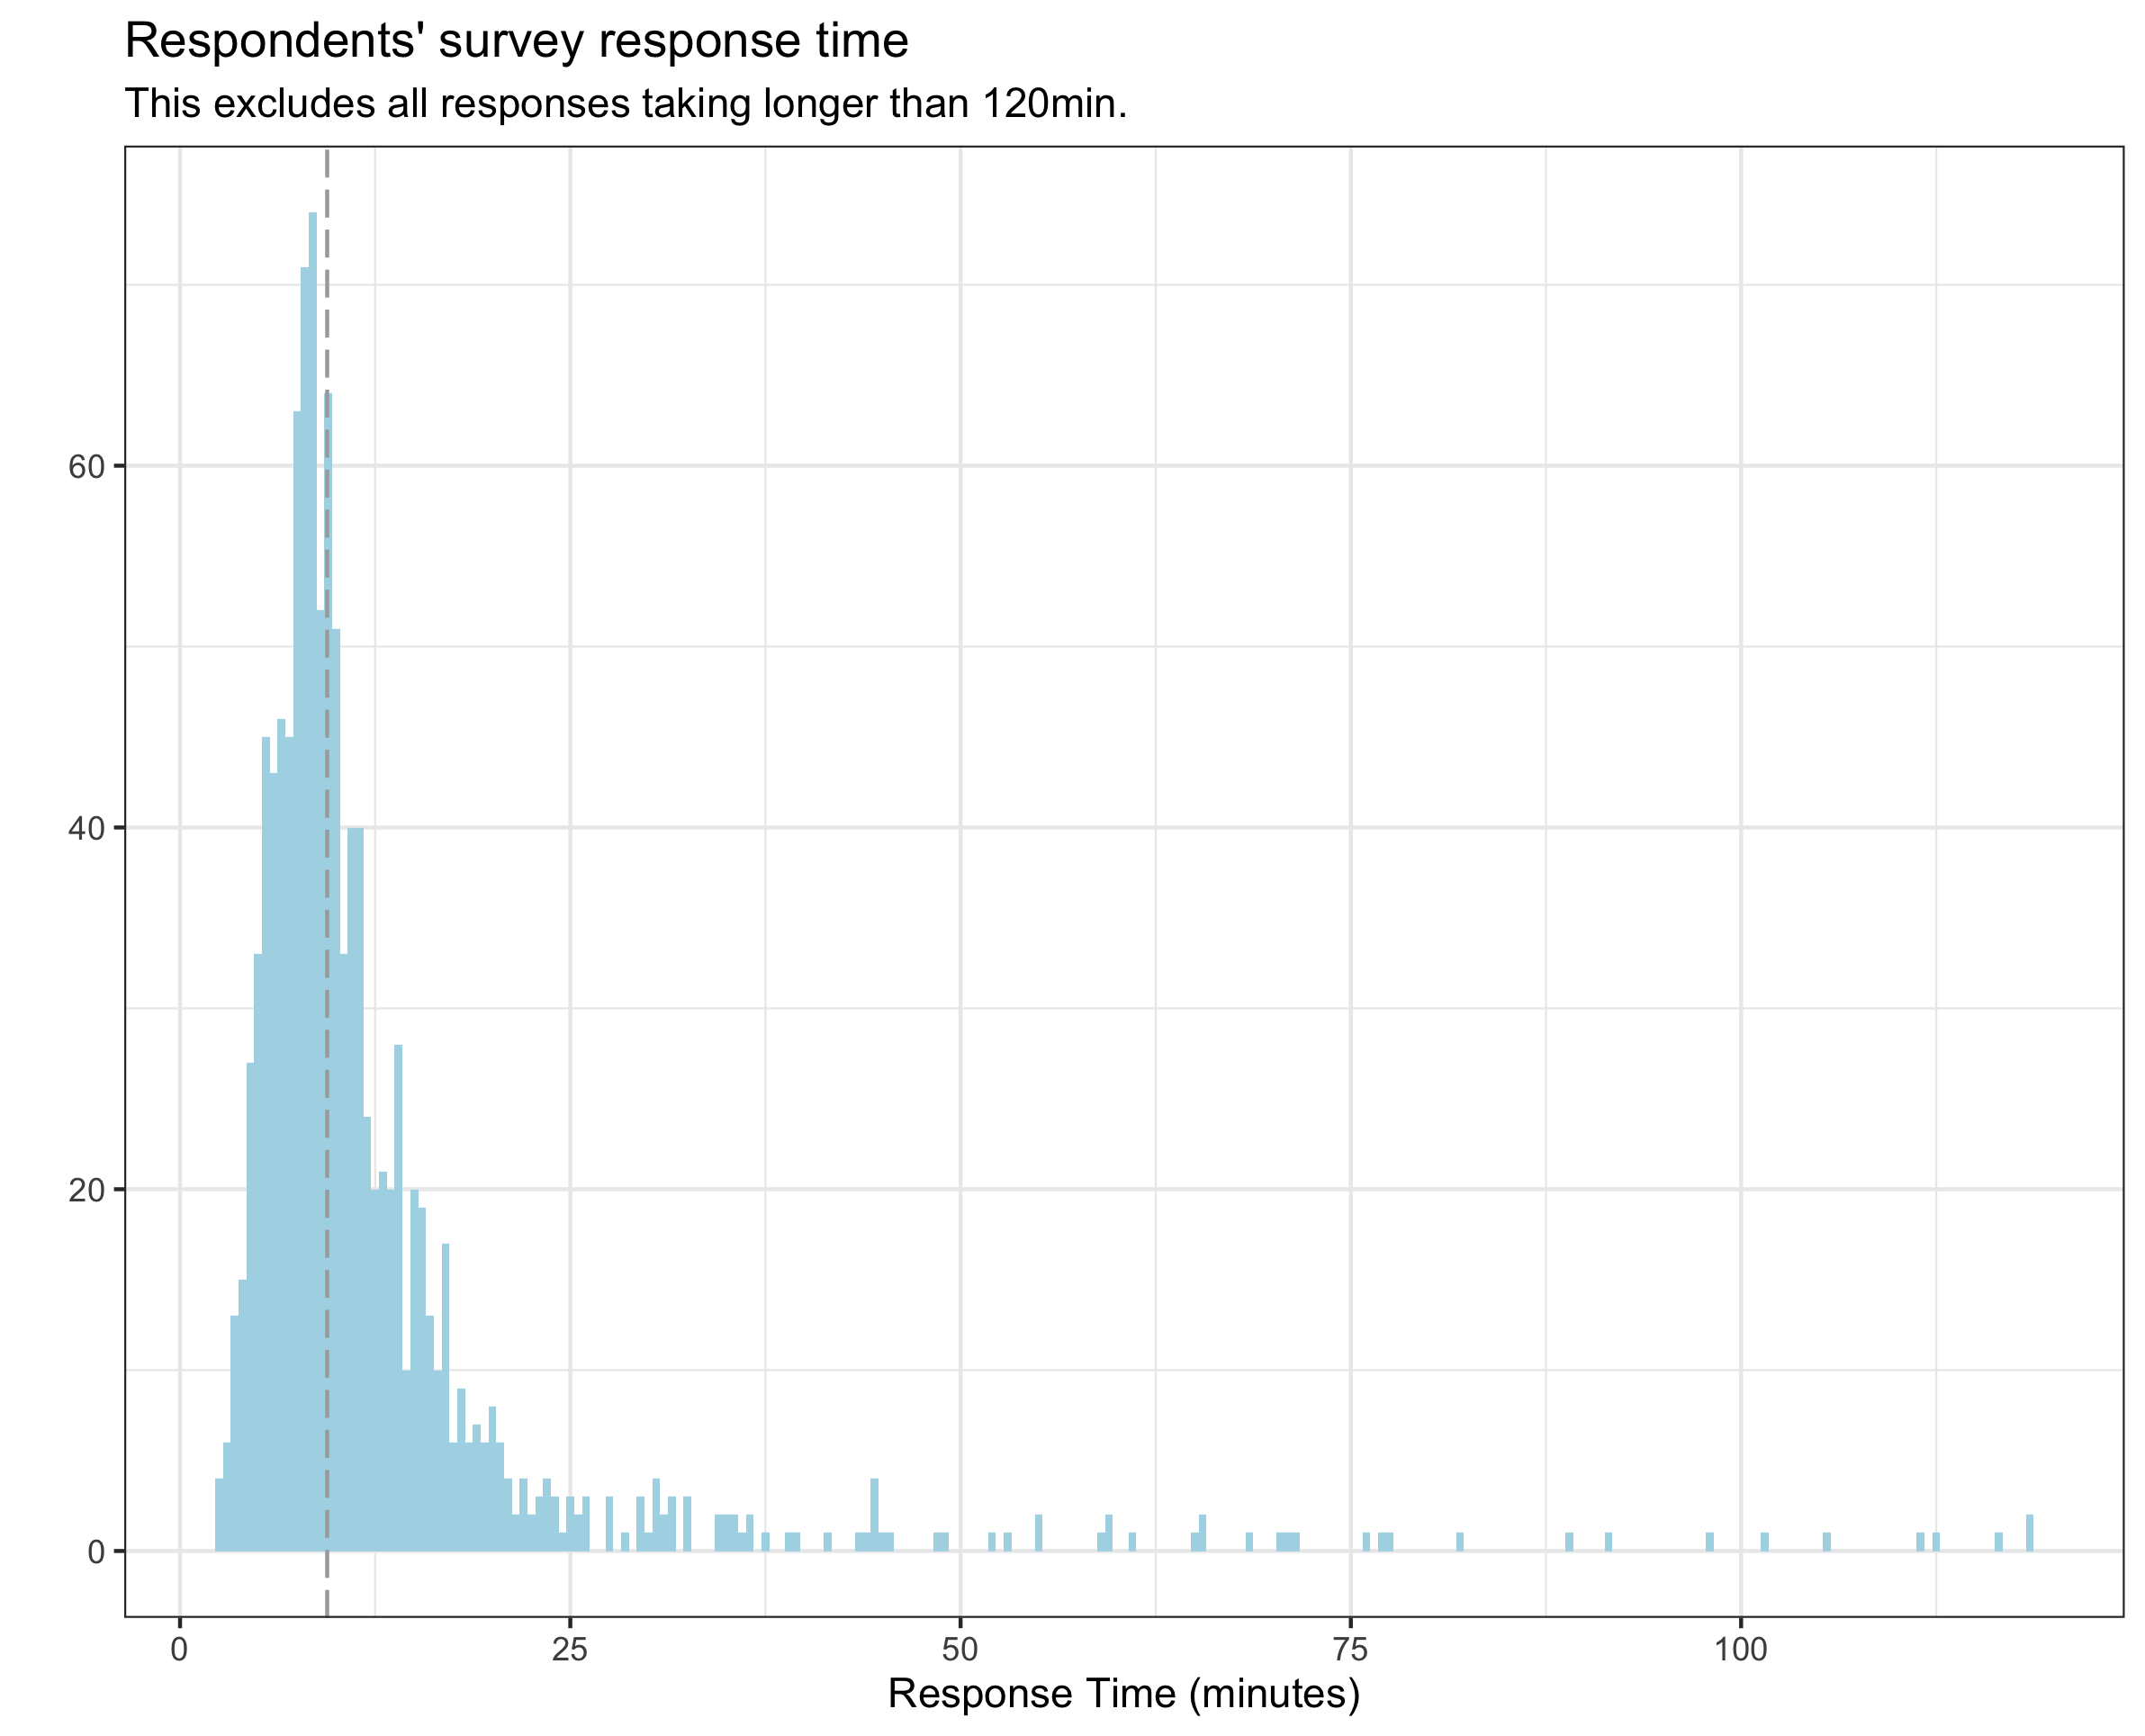 Respondents' survey response time
This excludes all responses taking longer than 120min.
60
40
20
0
0 25 50 75 100
Response Time (minutes)